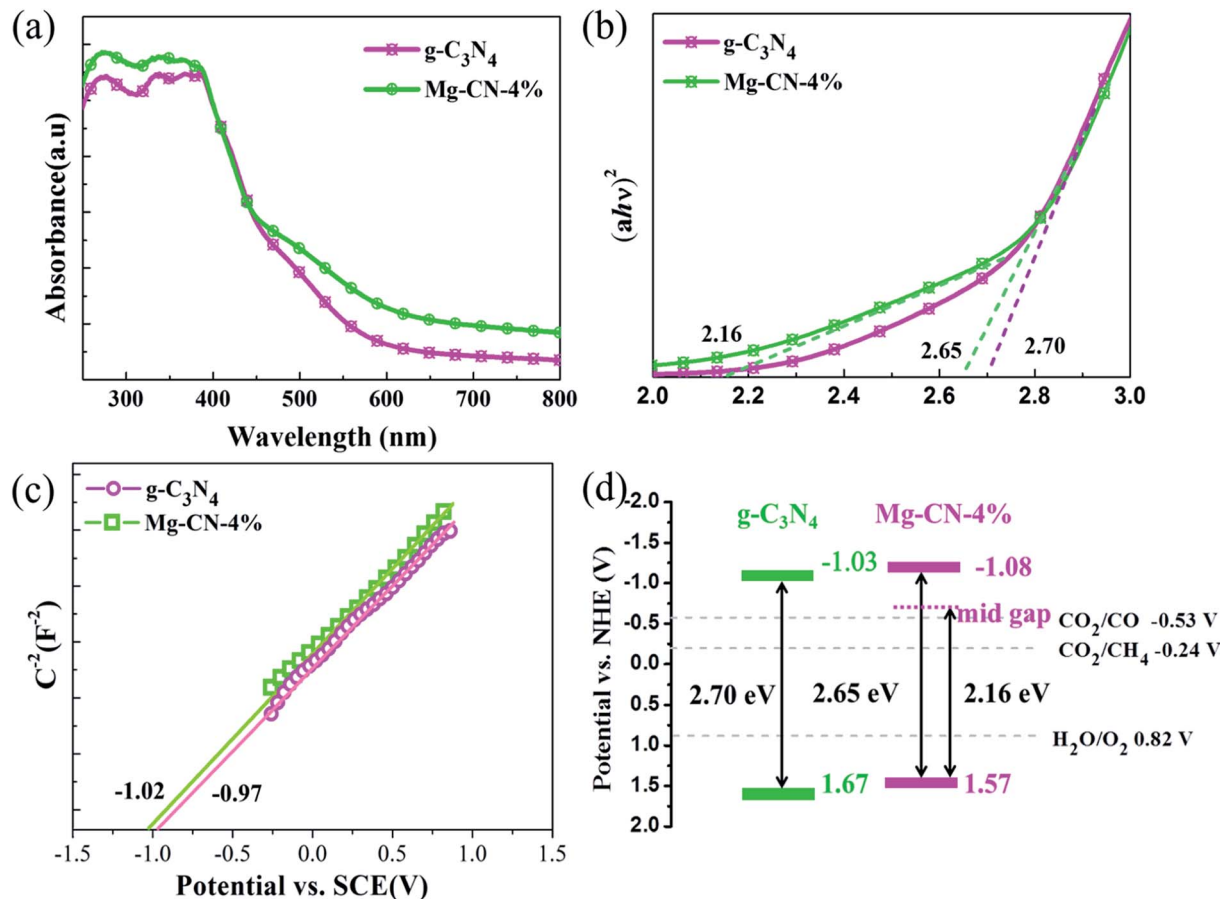 (a)
g-C₃N₄
Mg-CN-4%
Absorbance(a.u)
300 400 500 600 700 800
Wavelength (nm)
(b)
g-C₃N₄
Mg-CN-4%
(ahν)²
2.16
2.65
2.70
2.0 2.2 2.4 2.6 2.8 3.0
(c)
g-C₃N₄
Mg-CN-4%
C⁻²(F⁻²)
-1.02
-0.97
-1.5 -1.0 -0.5 0.0 0.5 1.0 1.5
Potential vs. SCE(V)
(d)
Potential vs. NHE (V)
-2.0
-1.5
-1.0
-0.5
0.0
0.5
1.0
1.5
2.0
g-C₃N₄
Mg-CN-4%
-1.03
-1.08
mid gap
CO₂/CO -0.53 V
CO₂/CH₄ -0.24 V
2.70 eV
2.65 eV
2.16 eV
H₂O/O₂ 0.82 V
1.67
1.57